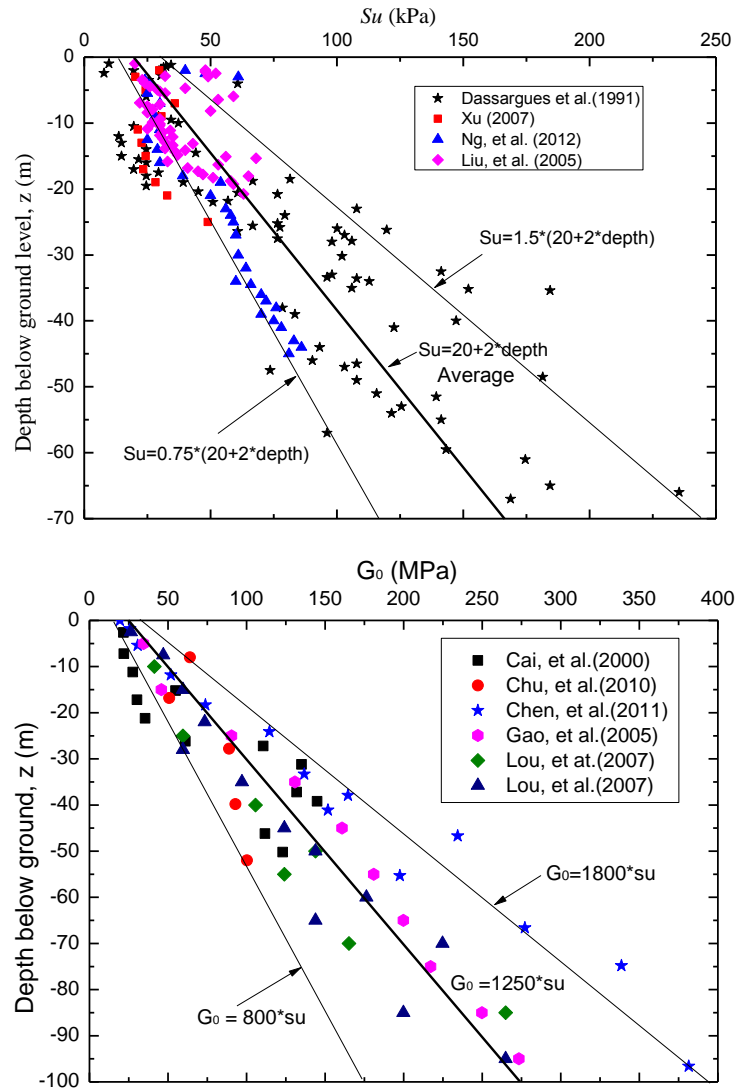 Su (kPa)
0 50 100 150 200 250
Depth below ground level, z (m)
0
-10
-20
-30
-40
-50
-60
-70
Dassargues et al.(1991)
Xu (2007)
Ng, et al. (2012)
Liu, et al. (2005)
Su=1.5*(20+2*depth)
Su=20+2*depth
Average
Su=0.75*(20+2*depth)
G₀ (MPa)
0 50 100 150 200 250 300 350 400
Depth below ground, z (m)
0
-10
-20
-30
-40
-50
-60
-70
-80
-90
-100
Cai, et al.(2000)
Chu, et al.(2010)
Chen, et al.(2011)
Gao, et al.(2005)
Lou, et at.(2007)
Lou, et al.(2007)
G₀=1800*su
G₀=1250*su
G₀ = 800*su